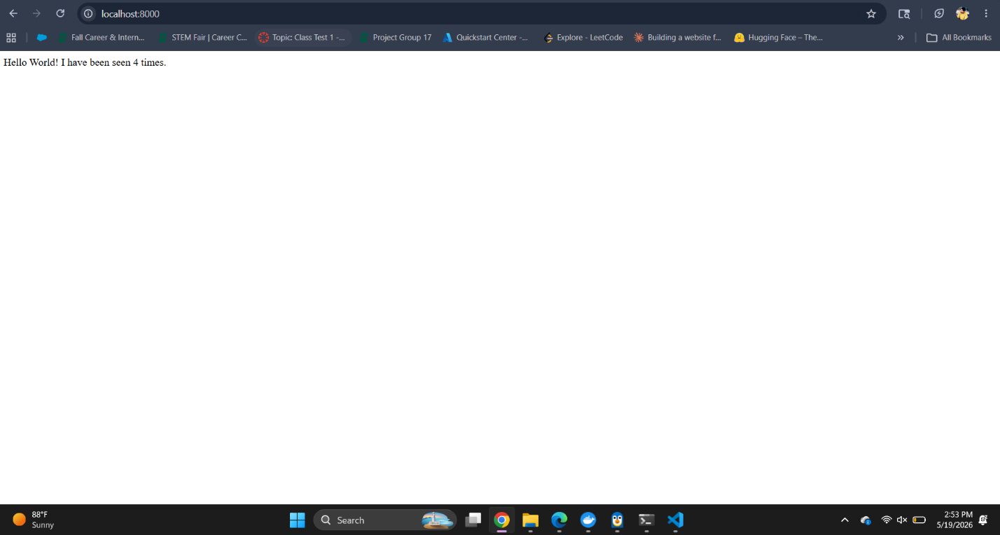 localhost:8000
Fall Career & Intern...
STEM Fair | Career C...
Topic: Class Test 1 -...
Project Group 17
Quickstart Center -...
Explore - LeetCode
Building a website f...
Hugging Face – The...
»
All Bookmarks
Hello World! I have been seen 4 times.
88°F
Sunny
Search
2:53 PM
5/19/2026